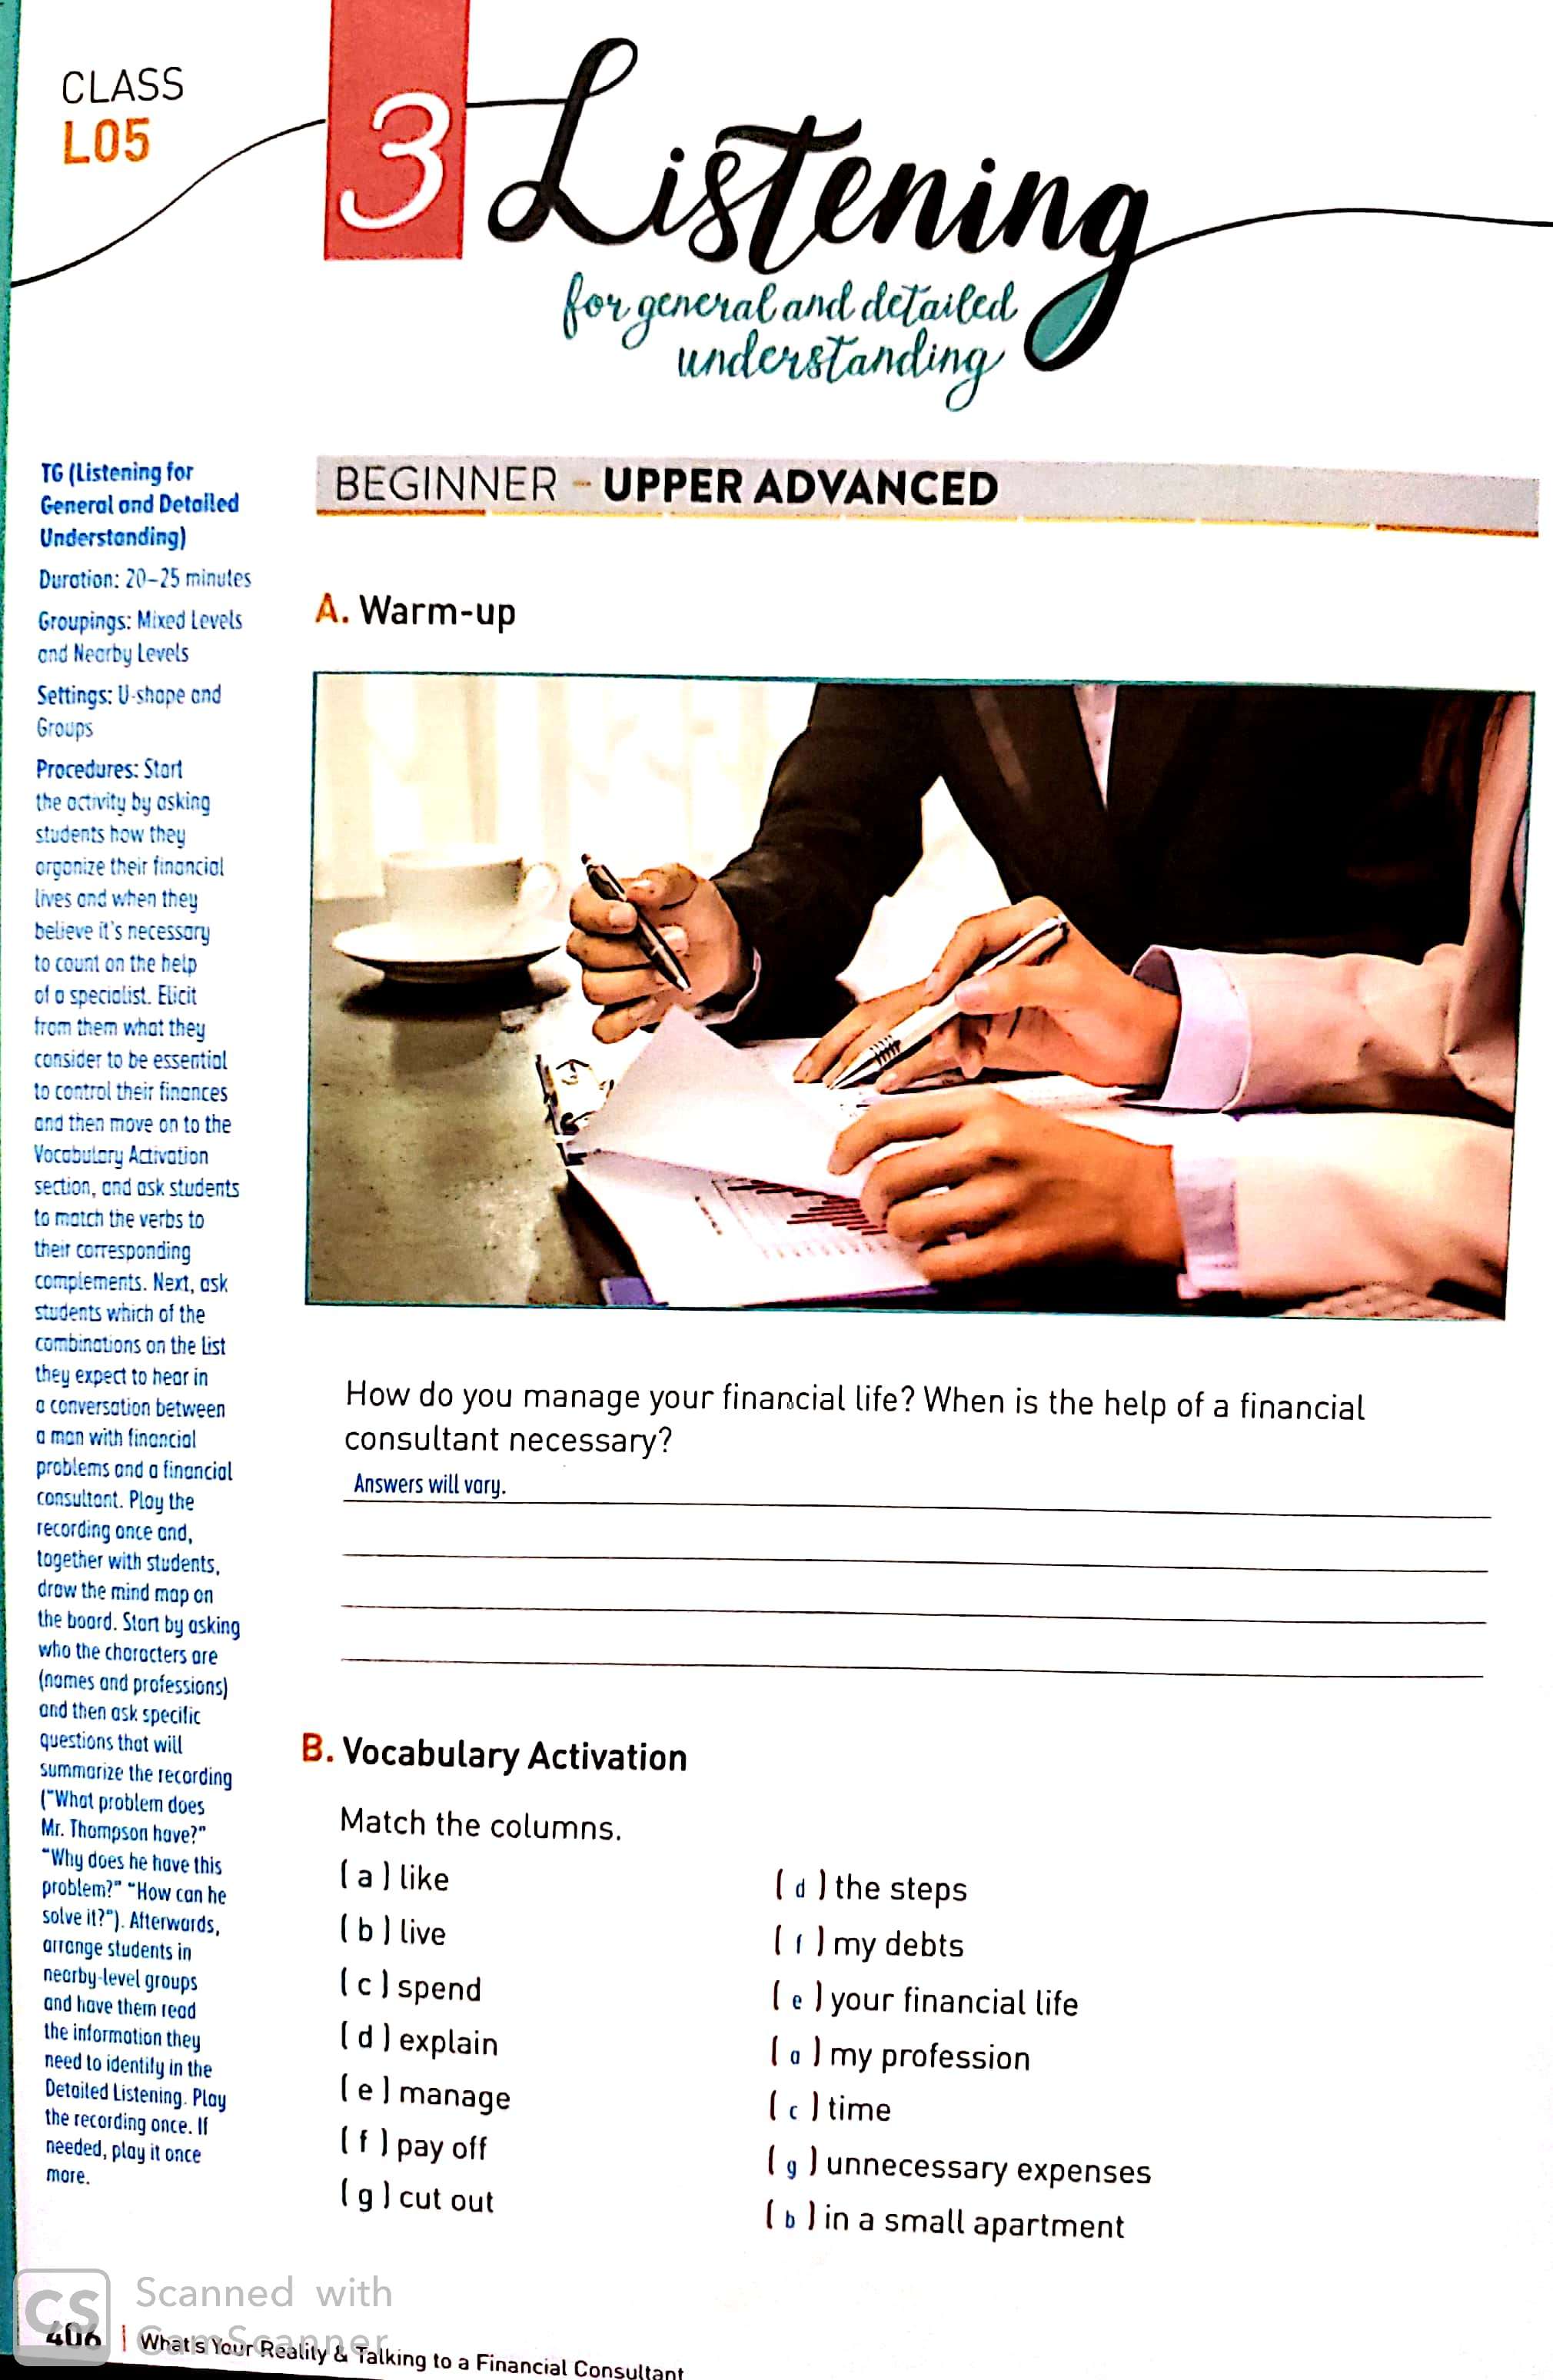 CLASS
L05
3 Listening
for general and detailed
understanding
TG (Listening for
General and Detailed
Understanding)
Duration: 20–25 minutes
Groupings: Mixed Levels
and Nearby Levels
Settings: U-shape and
Groups
Procedures: Start
the activity by asking
students how they
organize their financial
lives and when they
believe it's necessary
to count on the help
of a specialist. Elicit
from them what they
consider to be essential
to control their finances
and then move on to the
Vocabulary Activation
section, and ask students
to match the verbs to
their corresponding
complements. Next, ask
students which of the
combinations on the list
they expect to hear in
a conversation between
a man with financial
problems and a financial
consultant. Play the
recording once and,
together with students,
draw the mind map on
the board. Start by asking
who the characters are
(names and professions)
and then ask specific
questions that will
summarize the recording
("What problem does
Mr. Thompson have?"
"Why does he have this
problem?" "How can he
solve it?"). Afterwards,
arrange students in
nearby-level groups
and have them read
the information they
need to identify in the
Detailed Listening. Play
the recording once. If
needed, play it once
more.
BEGINNER - UPPER ADVANCED
A. Warm-up
How do you manage your financial life? When is the help of a financial
consultant necessary?
Answers will vary.
B. Vocabulary Activation
Match the columns.
( a ) like
( b ) live
( c ) spend
( d ) explain
( e ) manage
( f ) pay off
( g ) cut out
( d ) the steps
( f ) my debts
( e ) your financial life
( a ) my profession
( c ) time
( g ) unnecessary expenses
( b ) in a small apartment
CS Scanned with
CamScanner
406 | What's Your Reality & Talking to a Financial Consultant